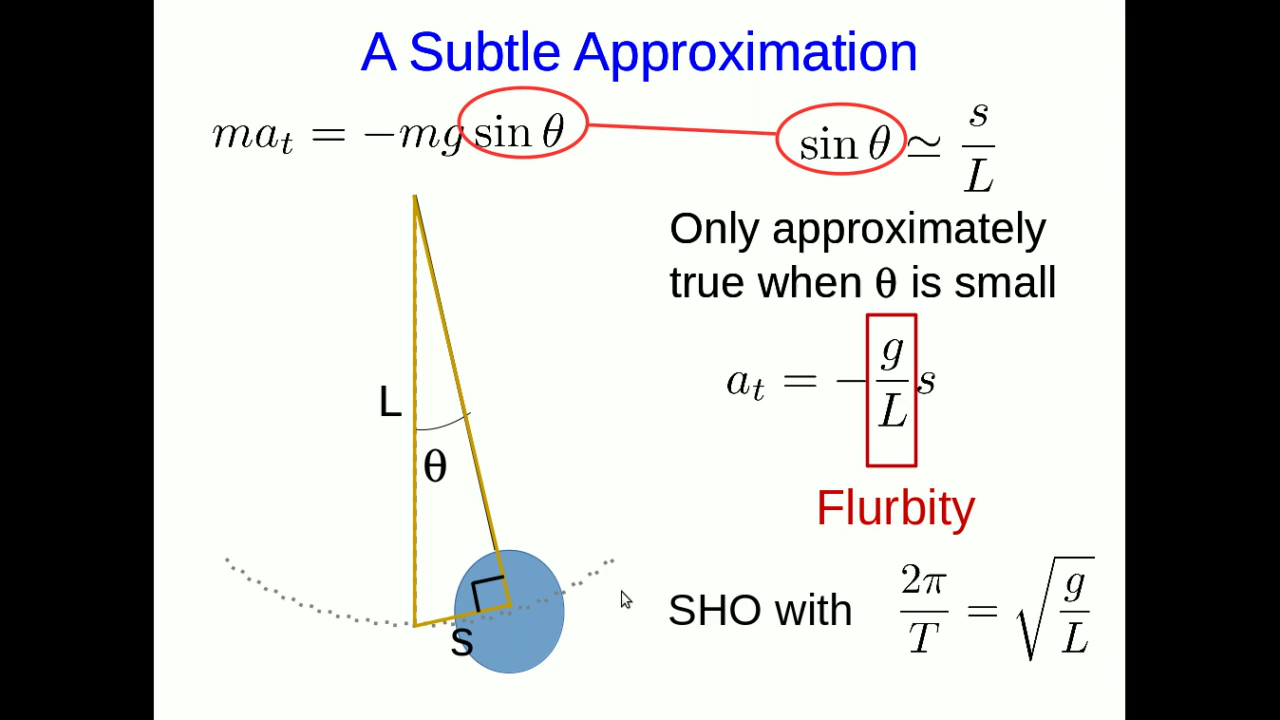 A Subtle Approximation
ma_t = −mg sin θ
sin θ ≃ s/L
Only approximately
true when θ is small
a_t = −g/L s
L
θ
Flurbity
SHO with 2π/T = √(g/L)
s